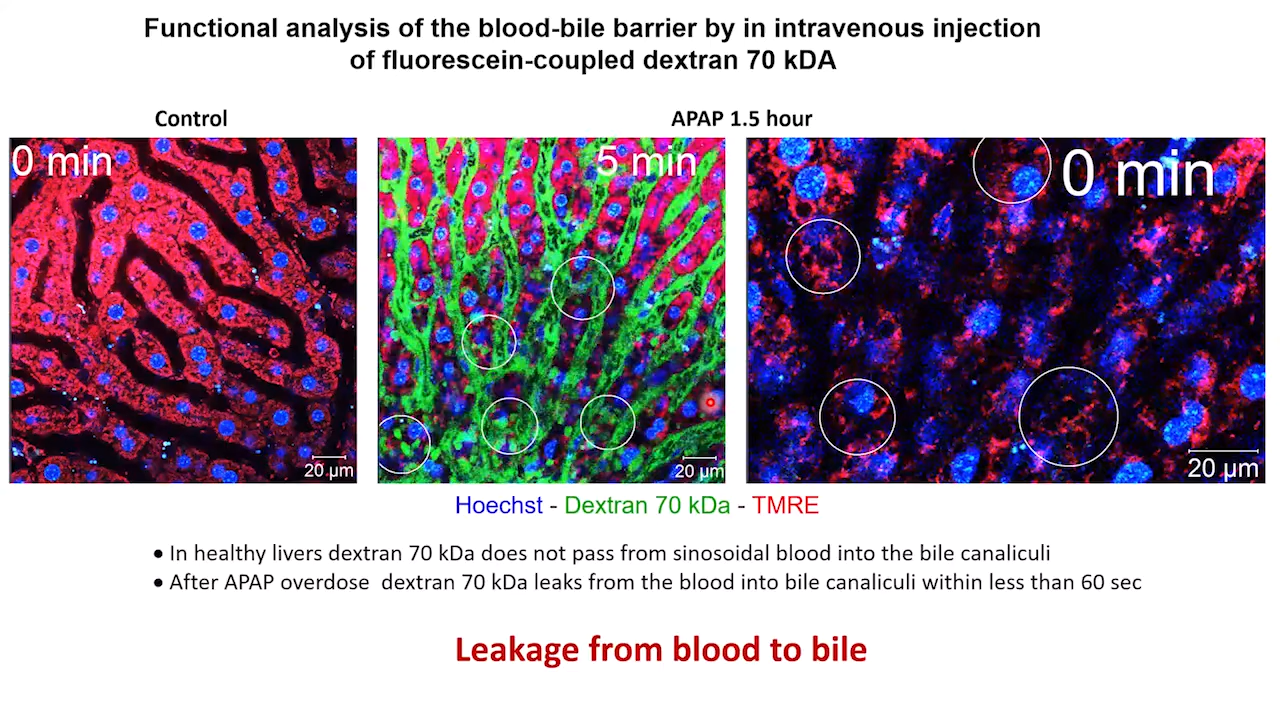 Functional analysis of the blood-bile barrier by in intravenous injection
of fluorescein-coupled dextran 70 kDA
Control
APAP 1.5 hour
0 min
5 min
0 min
20 µm
20 µm
20 µm
Hoechst - Dextran 70 kDa - TMRE
• In healthy livers dextran 70 kDa does not pass from sinosoidal blood into the bile canaliculi
• After APAP overdose dextran 70 kDa leaks from the blood into bile canaliculi within less than 60 sec
Leakage from blood to bile